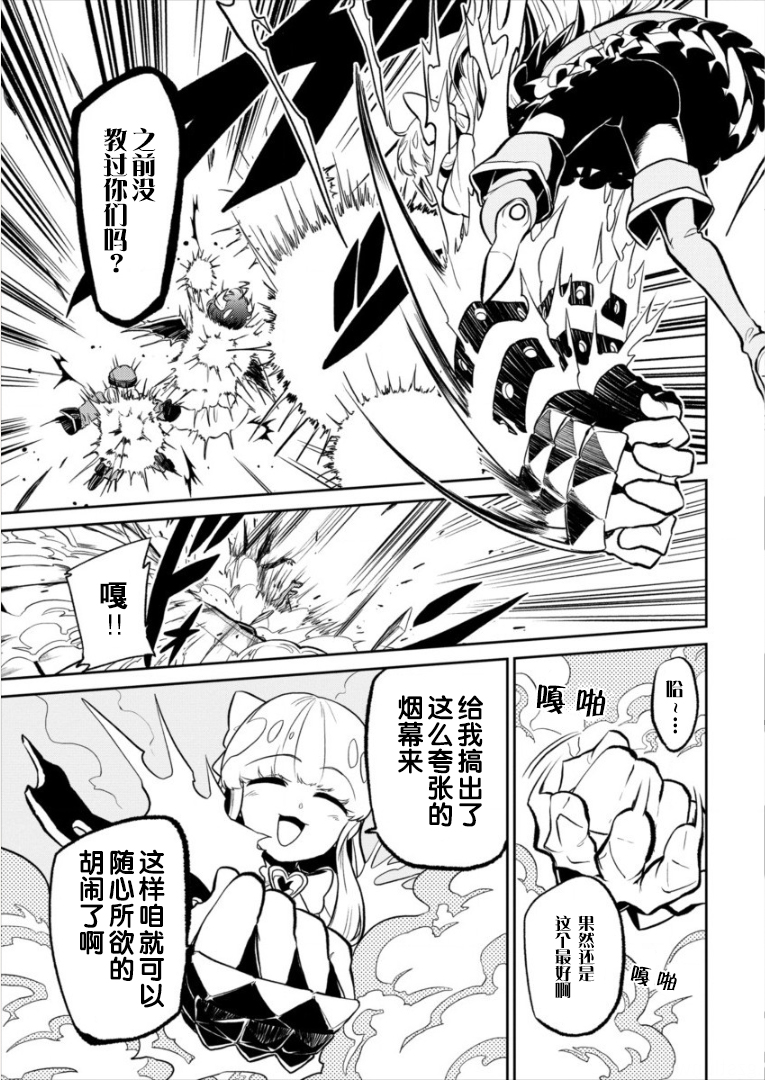 之前没
教过你们吗？
嘎!!
哈～…
嘎啪
果然还是
这个最好啊
嘎啪
给我搞出了
这么夸张的
烟幕来
这样咱就可以
随心所欲的
胡闹了啊